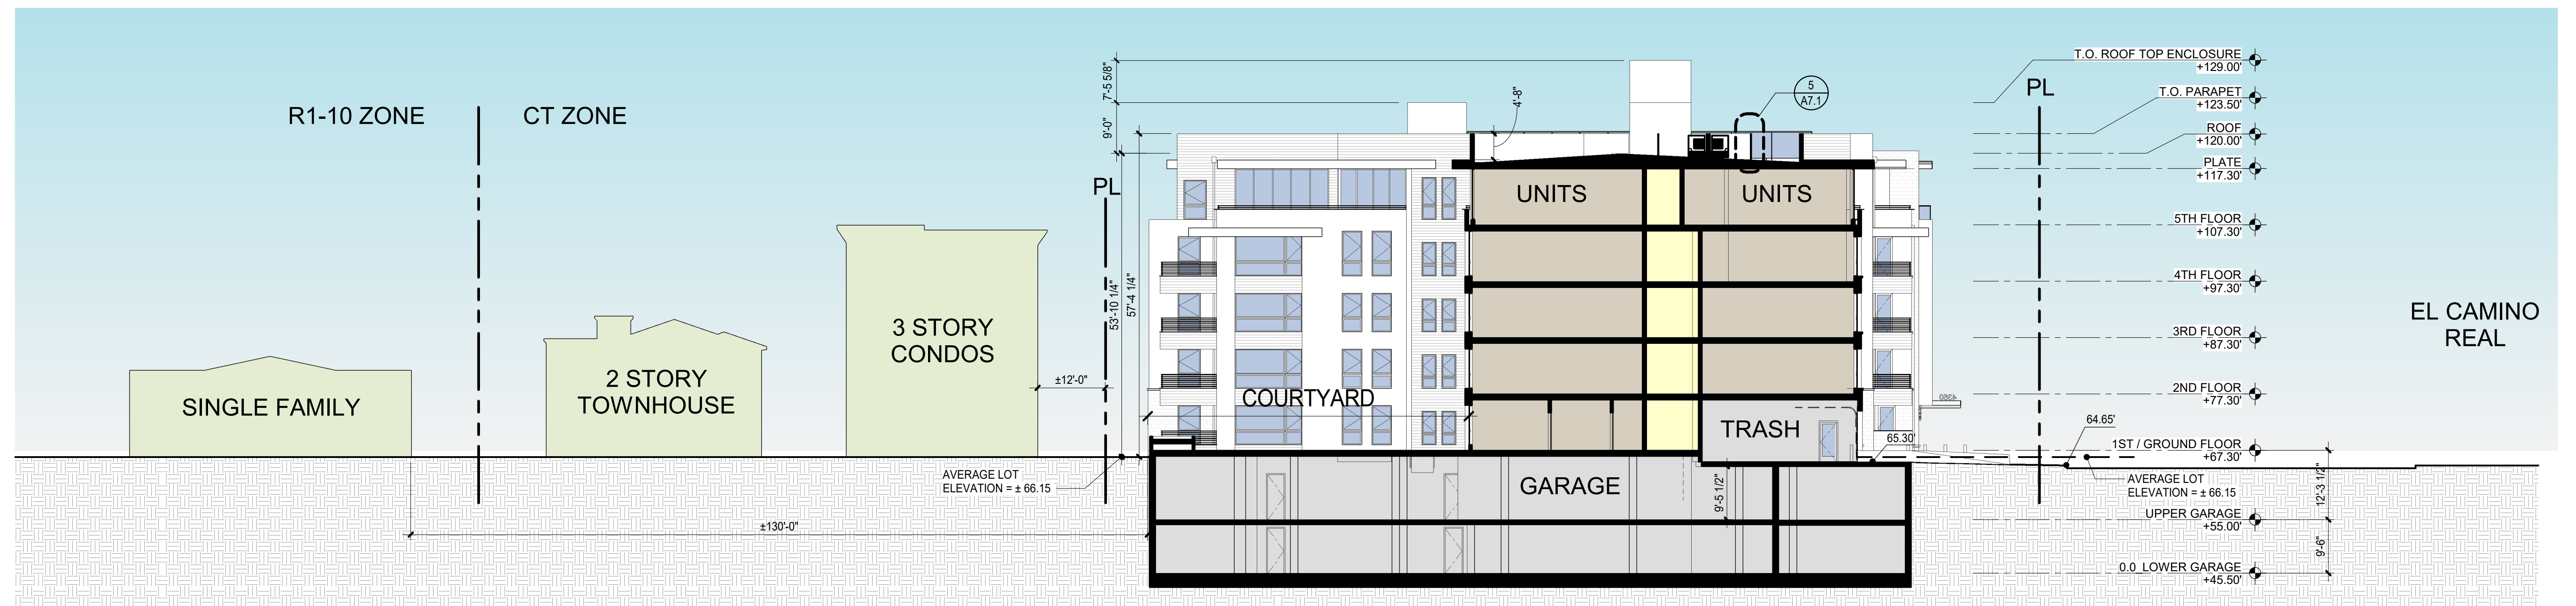 R1-10 ZONE
CT ZONE
SINGLE FAMILY
2 STORY
TOWNHOUSE
3 STORY
CONDOS
±12'-0"
±130'-0"
AVERAGE LOT
ELEVATION = ± 66.15
PL
7'-5 5/8"
9'-0"
53'-10 1/4"
57'-4 1/4"
4'-8"
5
A7.1
UNITS
UNITS
COURTYARD
TRASH
GARAGE
9'-5 1/2"
65.30'
64.65'
PL
T.O. ROOF TOP ENCLOSURE
+129.00'
T.O. PARAPET
+123.50'
ROOF
+120.00'
PLATE
+117.30'
5TH FLOOR
+107.30'
4TH FLOOR
+97.30'
3RD FLOOR
+87.30'
2ND FLOOR
+77.30'
1ST / GROUND FLOOR
+67.30'
AVERAGE LOT
ELEVATION = ± 66.15
UPPER GARAGE
+55.00'
0.0 LOWER GARAGE
+45.50'
12'-3 1/2"
9'-6"
EL CAMINO
REAL